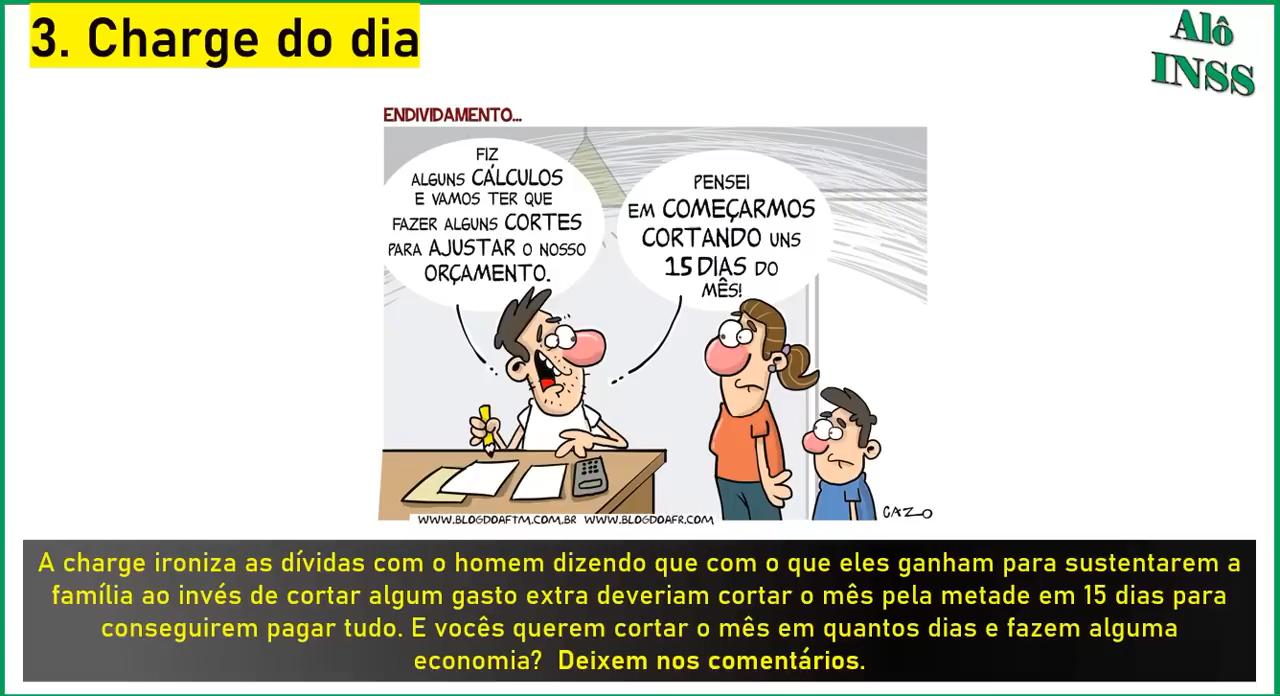 3. Charge do dia
Alô
INSS
ENDIVIDAMENTO...
FIZ
ALGUNS CÁLCULOS
E VAMOS TER QUE
FAZER ALGUNS CORTES
PARA AJUSTAR O NOSSO
ORÇAMENTO.
PENSEI
EM COMEÇARMOS
CORTANDO UNS
15 DIAS DO
MÊS!
CAZO
WWW.BLOGDOAFTM.COM.BR WWW.BLOGDOAFR.COM
A charge ironiza as dívidas com o homem dizendo que com o que eles ganham para sustentarem a
família ao invés de cortar algum gasto extra deveriam cortar o mês pela metade em 15 dias para
conseguirem pagar tudo. E vocês querem cortar o mês em quantos dias e fazem alguma
economia? Deixem nos comentários.